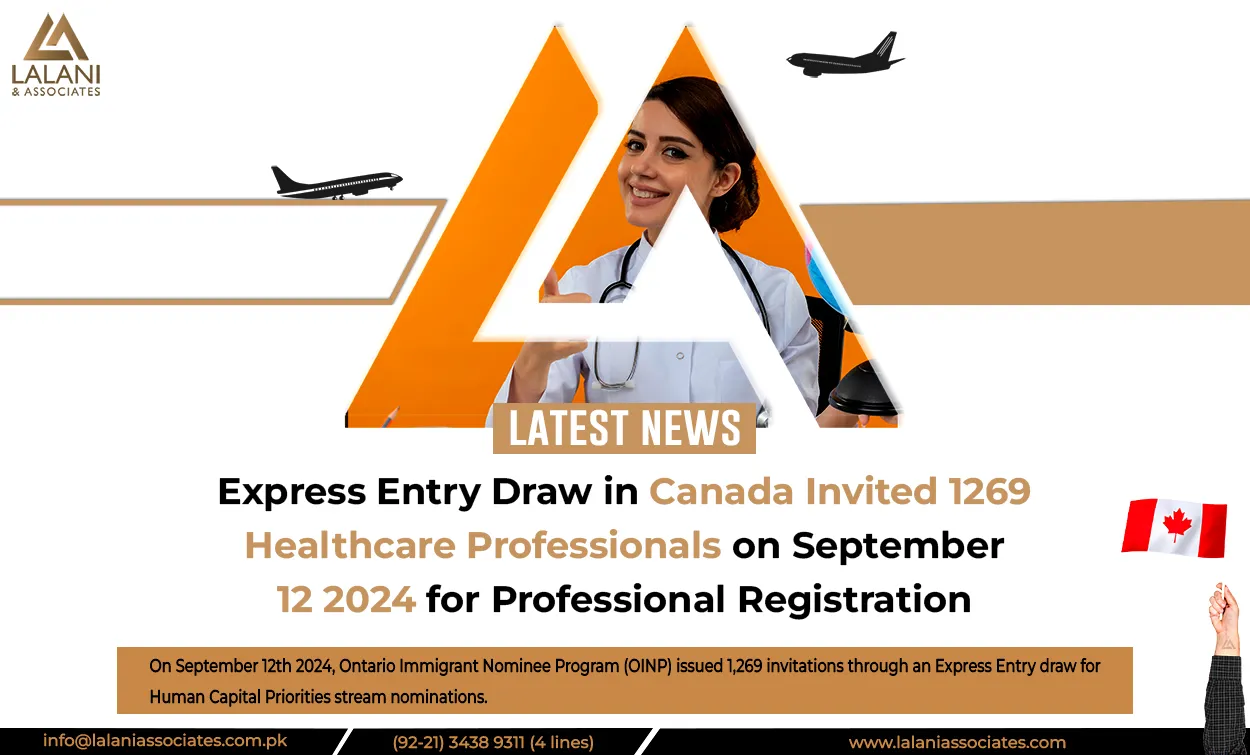 LALANI
& ASSOCIATES
LATEST NEWS
Express Entry Draw in Canada Invited 1269
Healthcare Professionals on September
12 2024 for Professional Registration
On September 12th 2024, Ontario Immigrant Nominee Program (OINP) issued 1,269 invitations through an Express Entry draw for
Human Capital Priorities stream nominations.
info@lalaniassociates.com.pk
(92-21) 3438 9311 (4 lines)
www.lalaniassociates.com